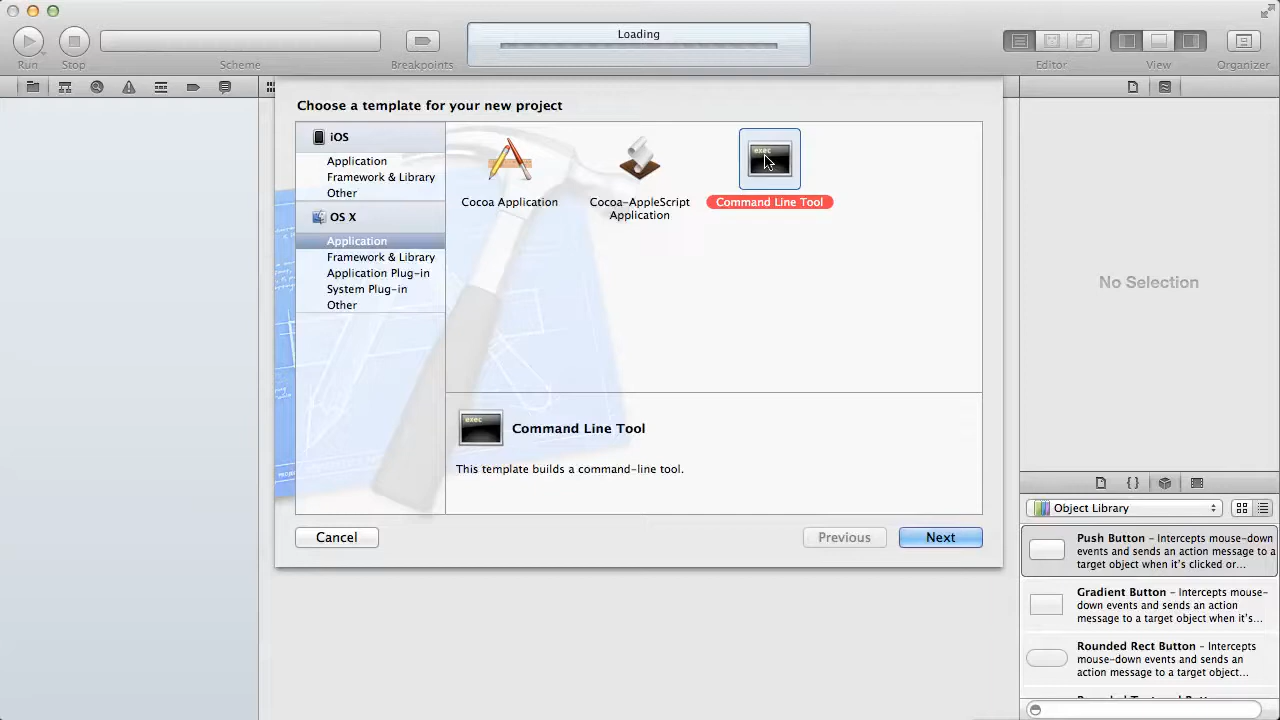 Loading
Run
Stop
Scheme
Breakpoints
Editor
View
Organizer
Choose a template for your new project
iOS
Application
Framework & Library
Other
OS X
Application
Framework & Library
Application Plug-in
System Plug-in
Other
Cocoa Application
Cocoa-AppleScript
Application
exec
Command Line Tool
exec
Command Line Tool
This template builds a command-line tool.
Cancel
Previous
Next
No Selection
{}
Object Library
Push Button – Intercepts mouse-down
events and sends an action message to a
target object when it's clicked or...
Gradient Button – Intercepts mouse-
down events and sends an action
message to a target object when it's...
Rounded Rect Button – Intercepts
mouse-down events and sends an
action message to a target object...